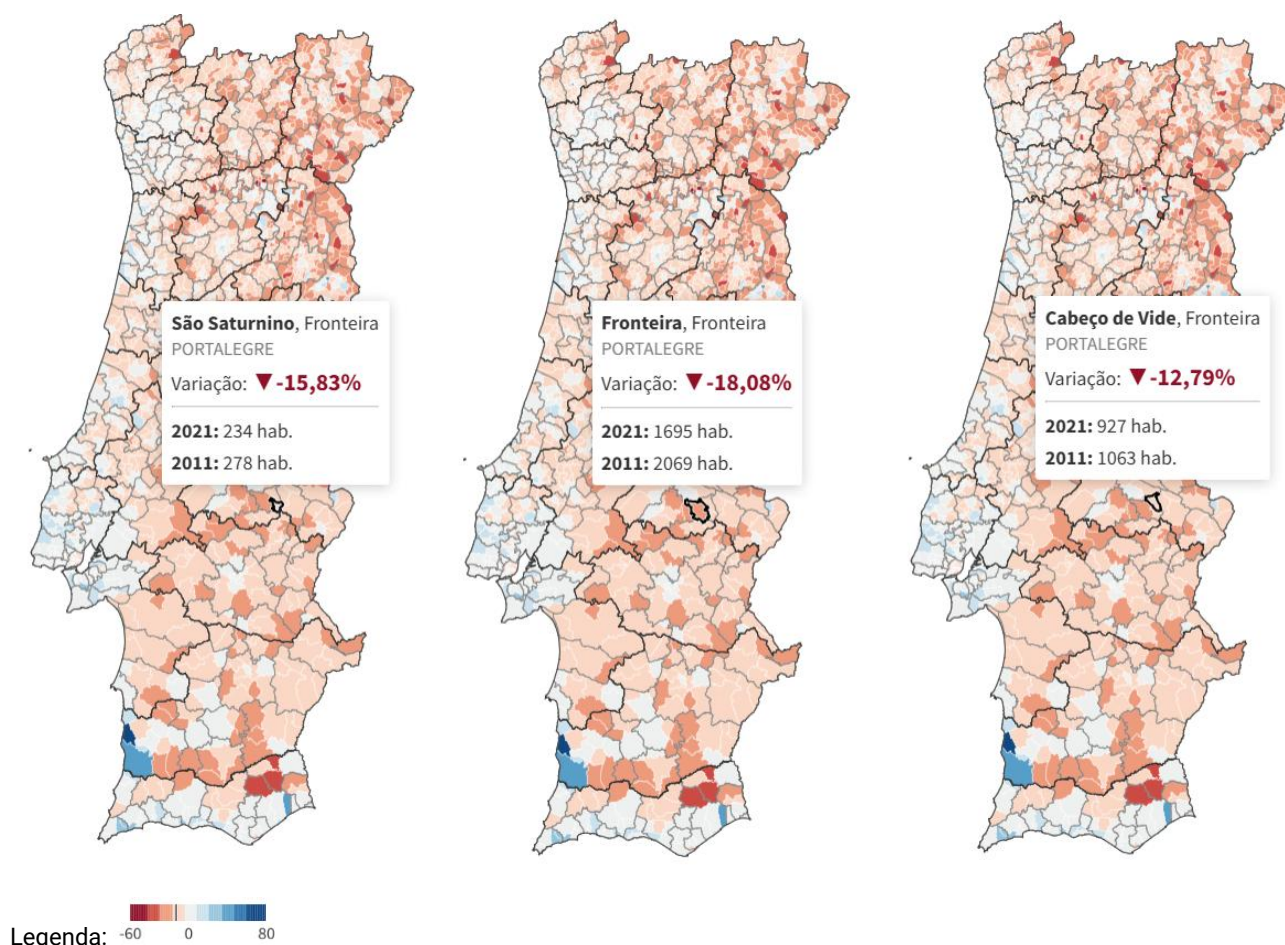 São Saturnino, Fronteira
PORTALEGRE
Variação: ▼-15,83%
2021: 234 hab.
2011: 278 hab.
Fronteira, Fronteira
PORTALEGRE
Variação: ▼-18,08%
2021: 1695 hab.
2011: 2069 hab.
Cabeço de Vide, Fronteira
PORTALEGRE
Variação: ▼-12,79%
2021: 927 hab.
2011: 1063 hab.
Legenda: -60 0 80